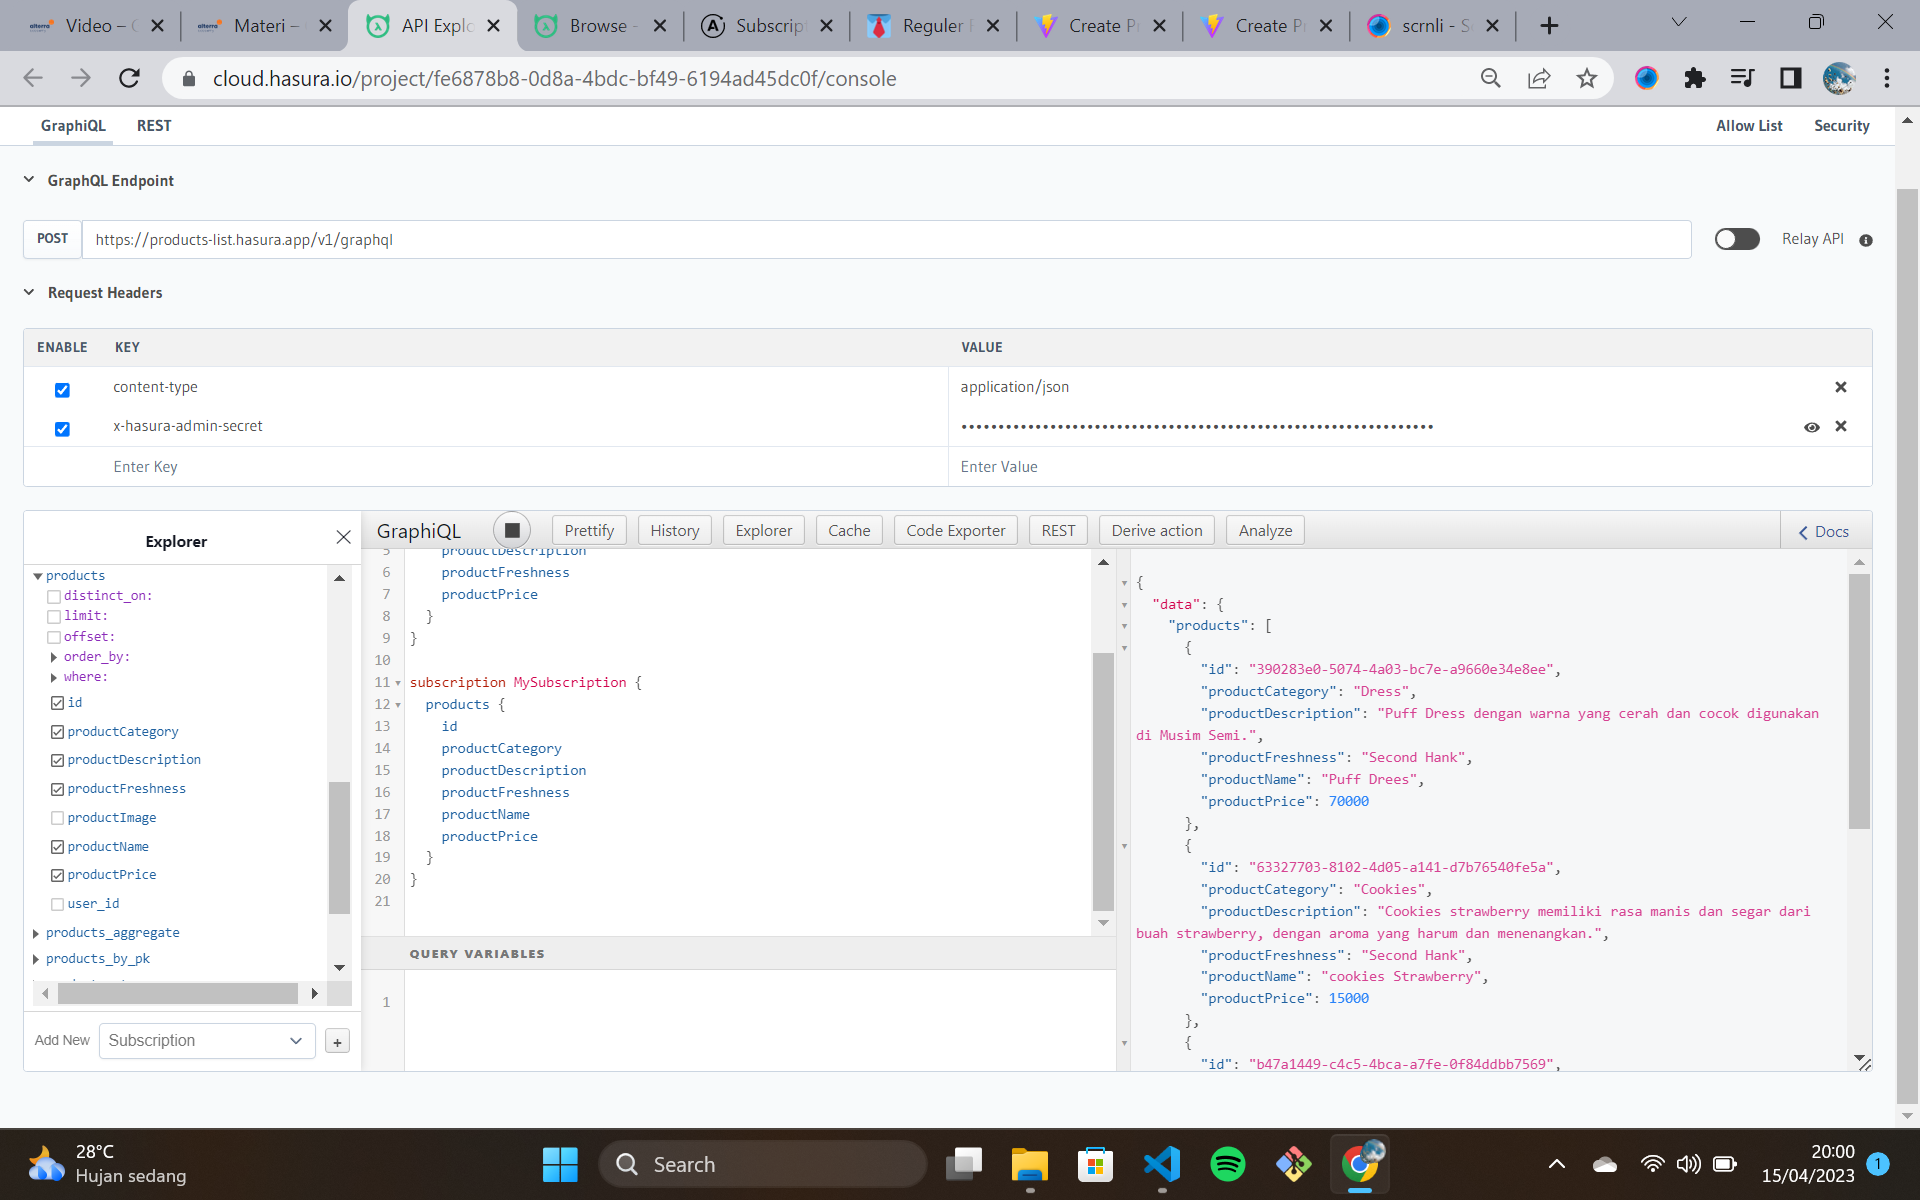 Video –
Materi –
API Explo
Browse -
Subscrip
Reguler
Create P
Create P
scrnli - S
cloud.hasura.io/project/fe6878b8-0d8a-4bdc-bf49-6194ad45dc0f/console
GraphiQL REST Allow List Security
GraphQL Endpoint
POST https://products-list.hasura.app/v1/graphql Relay API
Request Headers
ENABLE KEY VALUE
content-type application/json
x-hasura-admin-secret ••••••••••••••••••••••••••••••••••••••••••••••••••••••••••••••••
Enter Key Enter Value
Explorer
products
distinct_on:
limit:
offset:
order_by:
where:
id
productCategory
productDescription
productFreshness
productImage
productName
productPrice
user_id
products_aggregate
products_by_pk
Add New Subscription +
GraphiQL Prettify History Explorer Cache Code Exporter REST Derive action Analyze Docs
5 productDescription
6 productFreshness
7 productPrice
8 }
9 }
10
11 subscription MySubscription {
12 products {
13 id
14 productCategory
15 productDescription
16 productFreshness
17 productName
18 productPrice
19 }
20 }
21
QUERY VARIABLES
1
{
"data": {
"products": [
{
"id": "390283e0-5074-4a03-bc7e-a9660e34e8ee",
"productCategory": "Dress",
"productDescription": "Puff Dress dengan warna yang cerah dan cocok digunakan
di Musim Semi.",
"productFreshness": "Second Hank",
"productName": "Puff Drees",
"productPrice": 70000
},
{
"id": "63327703-8102-4d05-a141-d7b76540fe5a",
"productCategory": "Cookies",
"productDescription": "Cookies strawberry memiliki rasa manis dan segar dari
buah strawberry, dengan aroma yang harum dan menenangkan.",
"productFreshness": "Second Hank",
"productName": "cookies Strawberry",
"productPrice": 15000
},
{
"id": "b47a1449-c4c5-4bca-a7fe-0f84ddbb7569",
28°C
Hujan sedang
Search
20:00
15/04/2023
1